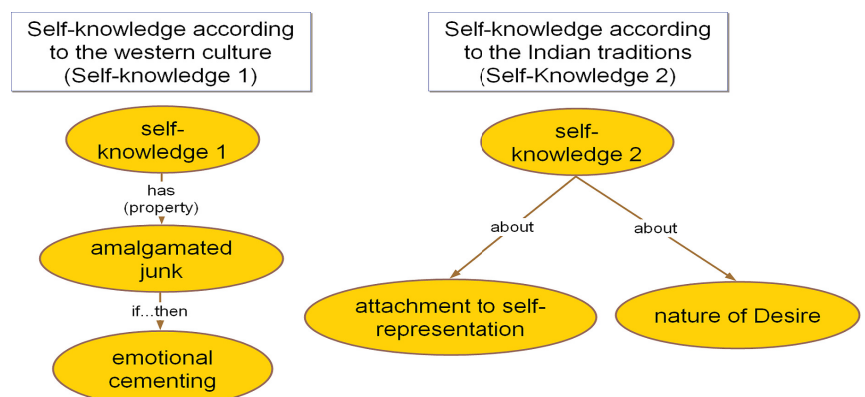 Self-knowledge according
to the western culture
(Self-knowledge 1)
self-
knowledge 1
has
(property)
amalgamated
junk
if...then
emotional
cementing
Self-knowledge according
to the Indian traditions
(Self-Knowledge 2)
self-
knowledge 2
about
about
attachment to self-
representation
nature of Desire